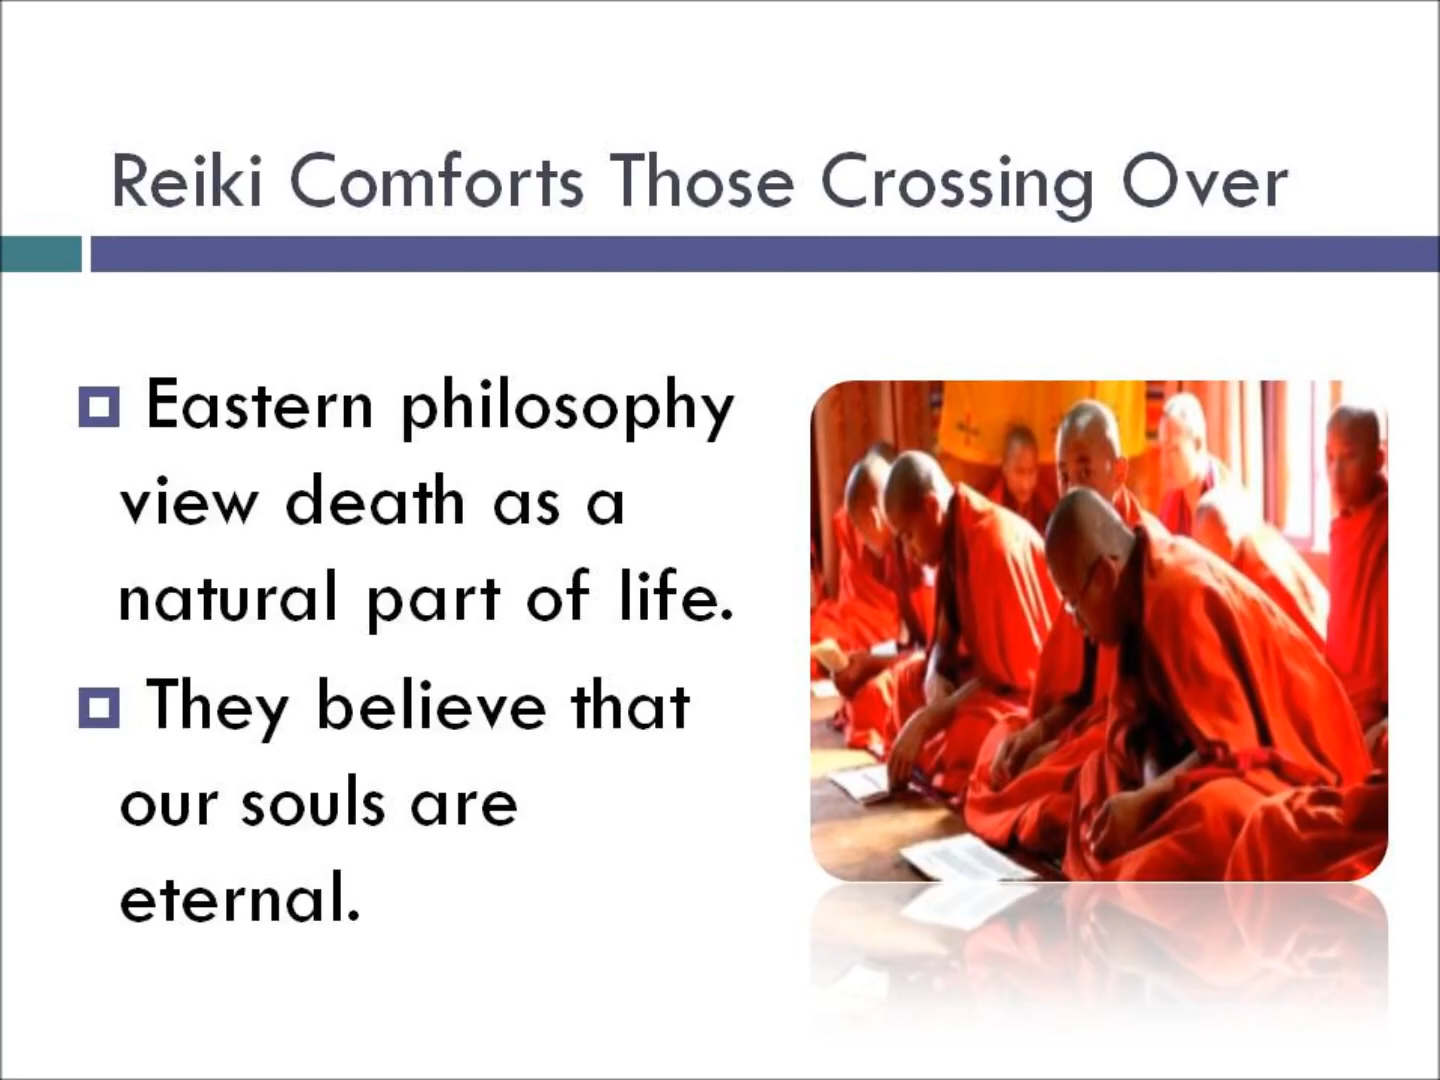 Reiki Comforts Those Crossing Over
Eastern philosophy
view death as a
natural part of life.
They believe that
our souls are
eternal.